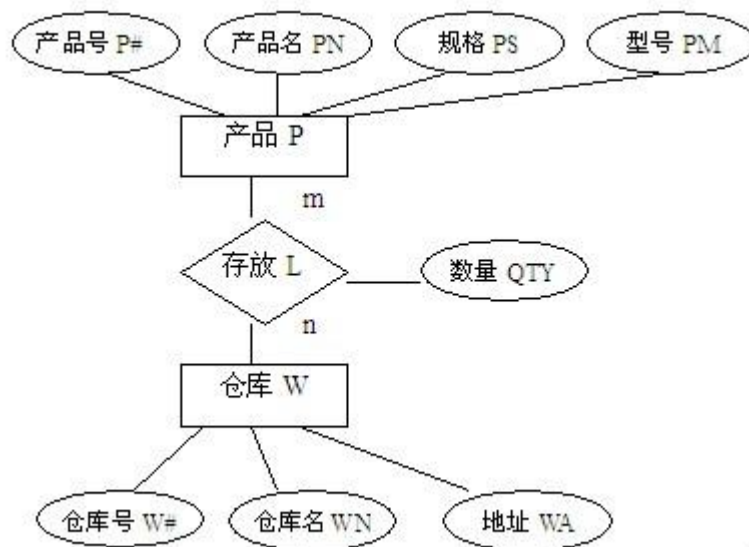 产品号 P# 产品名 PN 规格 PS 型号 PM
产品 P
m
存放 L 数量 QTY
n
仓库 W
仓库号 W# 仓库名 WN 地址 WA